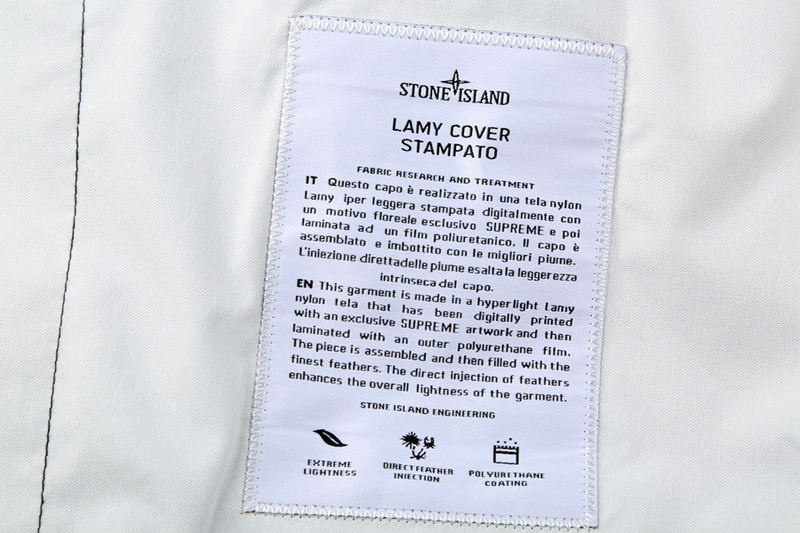 STONE ISLAND
LAMY COVER
STAMPATO
FABRIC RESEARCH AND TREATMENT
IT Questo capo è realizzato in una tela nylon
Lamy iper leggera stampata digitalmente con
un motivo floreale esclusivo SUPREME e poi
laminata ad un film poliuretanico. Il capo è
assemblato e imbottito con le migliori piume.
L'iniezione direttadelle piume esalta la leggerezza
intrinseca del capo.
EN This garment is made in a hyper light Lamy
nylon tela that has been digitally printed
with an exclusive SUPREME artwork and then
laminated with an outer polyurethane film.
The piece is assembled and then filled with the
finest feathers. The direct injection of feathers
enhances the overall lightness of the garment.
STONE ISLAND ENGINEERING
EXTREME
LIGHTNESS
DIRECT FEATHER
INJECTION
POLYURETHANE
COATING